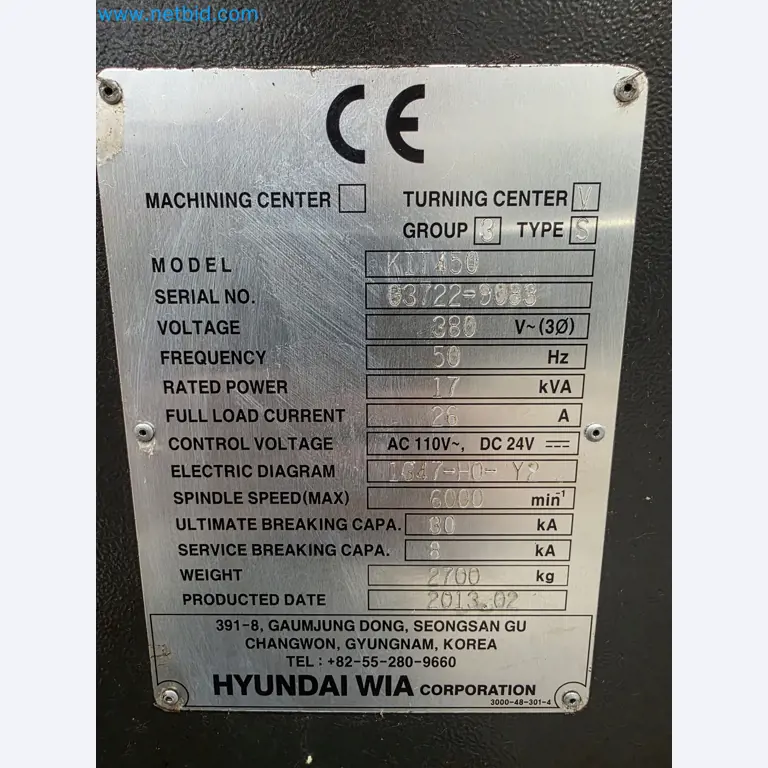 www.netbid.com
CE
MACHINING CENTER TURNING CENTER V
GROUP 3 TYPE S
MODEL
SERIAL NO.
VOLTAGE 380 V~(3Ø)
FREQUENCY 50 Hz
RATED POWER 17 kVA
FULL LOAD CURRENT 26 A
CONTROL VOLTAGE AC 110V~, DC 24V
ELECTRIC DIAGRAM
SPINDLE SPEED(MAX) 6000 min-1
ULTIMATE BREAKING CAPA. kA
SERVICE BREAKING CAPA. 8 kA
WEIGHT 2700 kg
PRODUCTED DATE 2013.02
391-8, GAUMJUNG DONG, SEONGSAN GU
CHANGWON, GYUNGNAM, KOREA
TEL : +82-55-280-9660
HYUNDAI WIA CORPORATION
3000-48-301-4